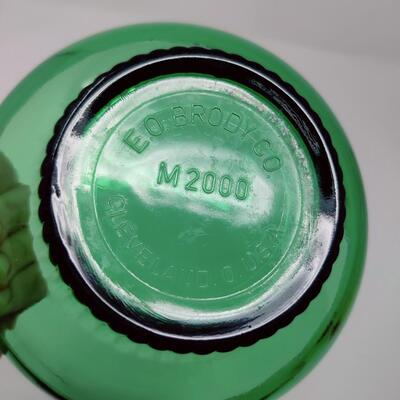 E.O. BRODY CO.
M2000
CLEVELAND, O. U.S.A.